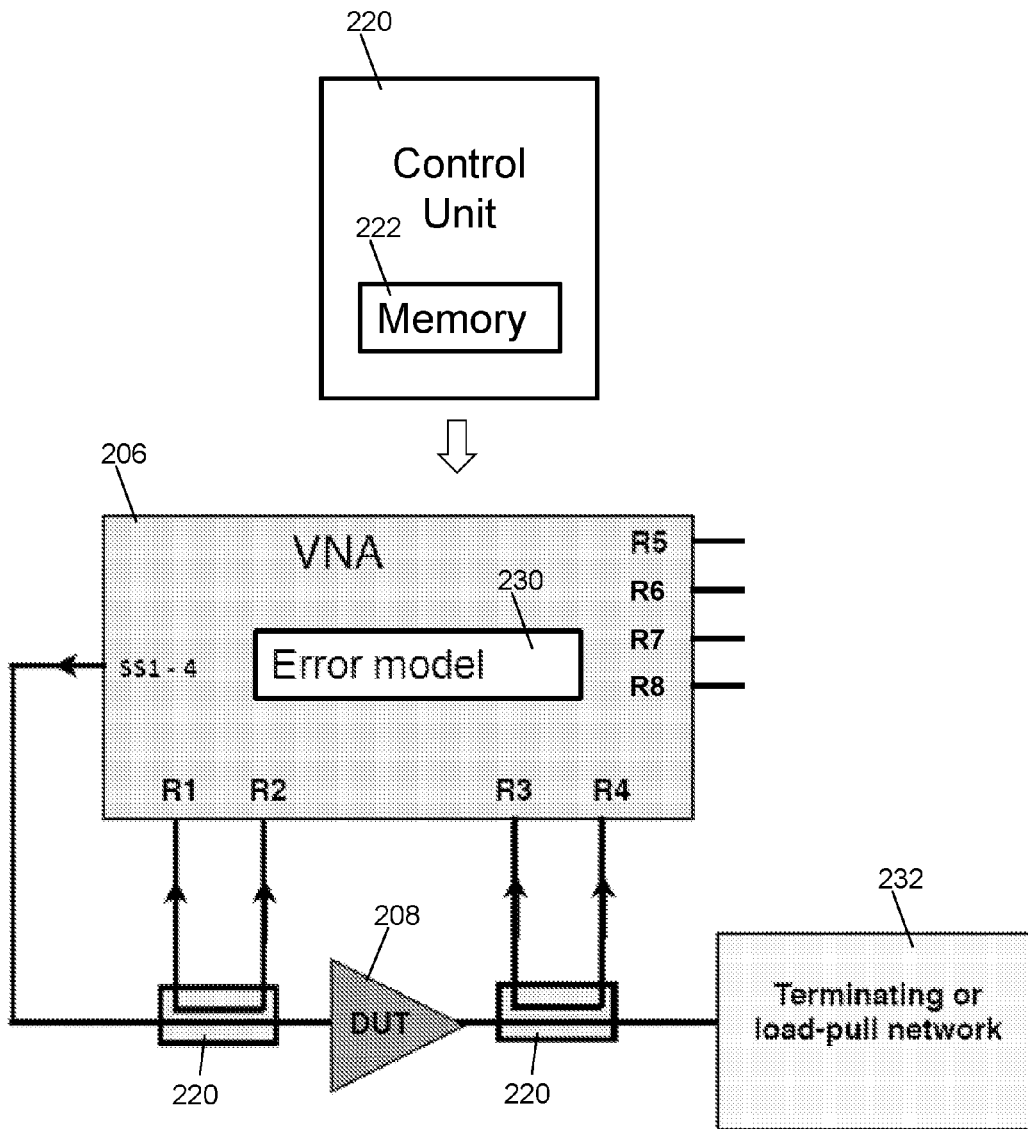 220
Control
Unit
222
Memory
206
VNA
R5
230
R6
Error model
R7
SS1 - 4
R8
R1 R2 R3 R4
208
232
DUT
Terminating or
load-pull network
220 220